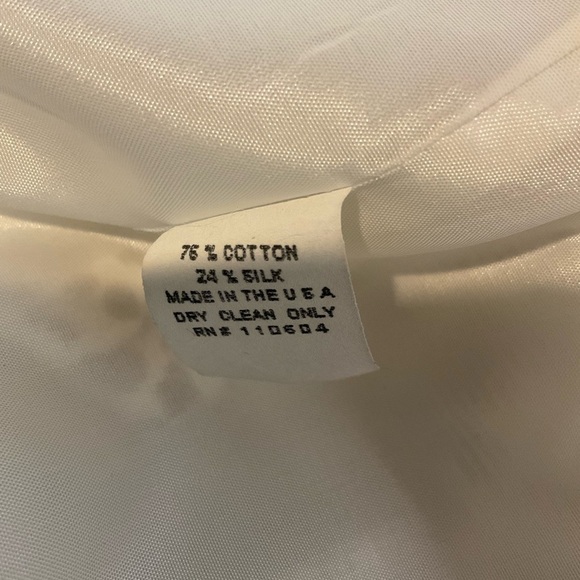 76 % COTTON
24 % SILK
MADE IN THE U S A
DRY CLEAN ONLY
RN# 110604